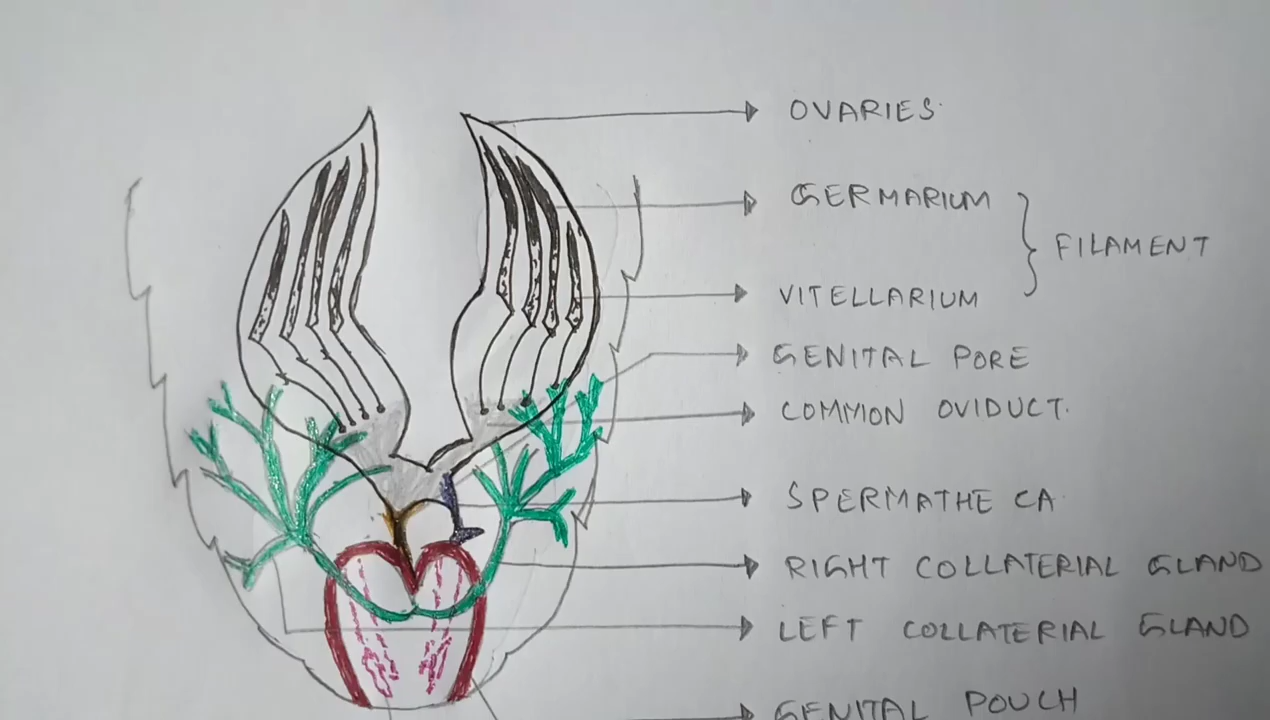 OVARIES.
GERMARIUM
FILAMENT
VITELLARIUM
GENITAL PORE
COMMON OVIDUCT.
SPERMATHE CA
RIGHT COLLATERIAL GLAND
LEFT COLLATERIAL GLAND
GENITAL POUCH